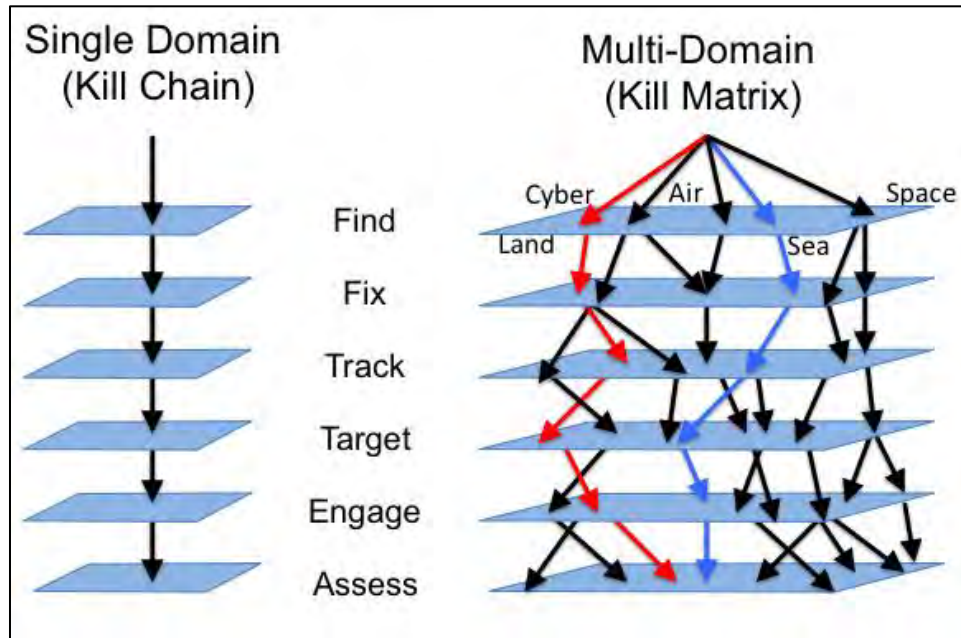 Single Domain
(Kill Chain)
Multi-Domain
(Kill Matrix)
Cyber
Air
Space
Find
Land
Sea
Fix
Track
Target
Engage
Assess